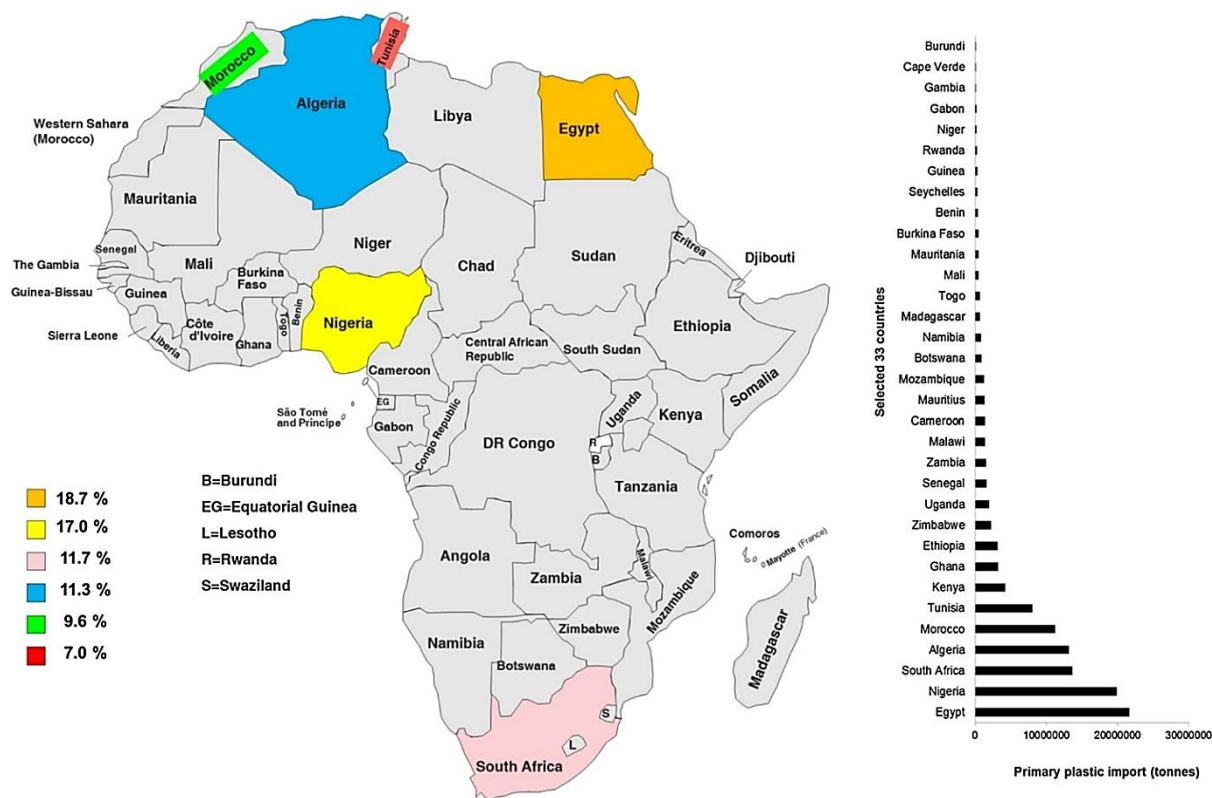 Morocco
Tunisia
Algeria
Libya
Egypt
Western Sahara
(Morocco)
Mauritania
Niger
Mali
Chad
Sudan
Eritrea
Djibouti
Senegal
The Gambia
Guinea-Bissau
Guinea
Sierra Leone
Liberia
Côte
d'Ivoire
Burkina
Faso
Ghana
Togo
Benin
Nigeria
Cameroon
Central African
Republic
South Sudan
Ethiopia
Somalia
EG
São Tomé
and Príncipe
Gabon
Congo Republic
DR Congo
Uganda
Kenya
R
B
Tanzania
Comoros
Mayotte (France)
Angola
Zambia
Malawi
Mozambique
Zimbabwe
Namibia
Botswana
Madagascar
S
L
South Africa
18.7 %
17.0 %
11.7 %
11.3 %
9.6 %
7.0 %
B=Burundi
EG=Equatorial Guinea
L=Lesotho
R=Rwanda
S=Swaziland
Selected 33 countries
Burundi
Cape Verde
Gambia
Gabon
Niger
Rwanda
Guinea
Seychelles
Benin
Burkina Faso
Mauritania
Mali
Togo
Madagascar
Namibia
Botswana
Mozambique
Mauritius
Cameroon
Malawi
Zambia
Senegal
Uganda
Zimbabwe
Ethiopia
Ghana
Kenya
Tunisia
Morocco
Algeria
South Africa
Nigeria
Egypt
0 10000000 20000000 30000000
Primary plastic import (tonnes)